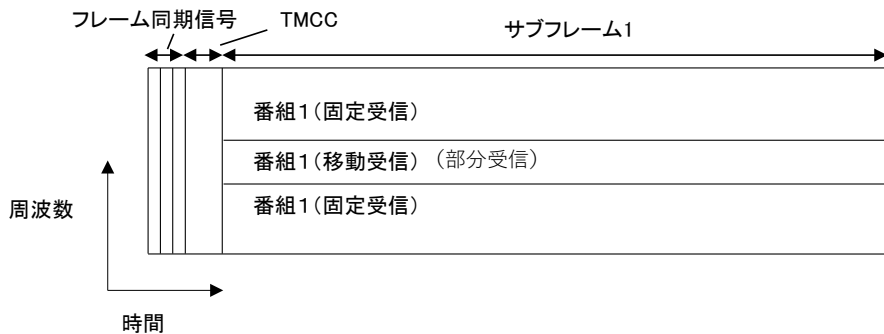 フレーム同期信号
TMCC
サブフレーム1
番組1(固定受信)
番組1(移動受信) (部分受信)
番組1(固定受信)
周波数
時間